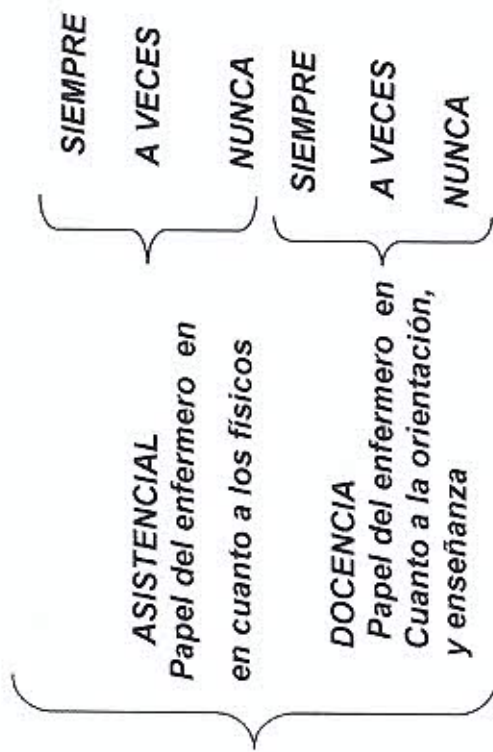 ASISTENCIAL
Papel del enfermero en
en cuanto a los físicos
SIEMPRE
A VECES
NUNCA
DOCENCIA
Papel del enfermero en
Cuanto a la orientación,
y enseñanza
SIEMPRE
A VECES
NUNCA